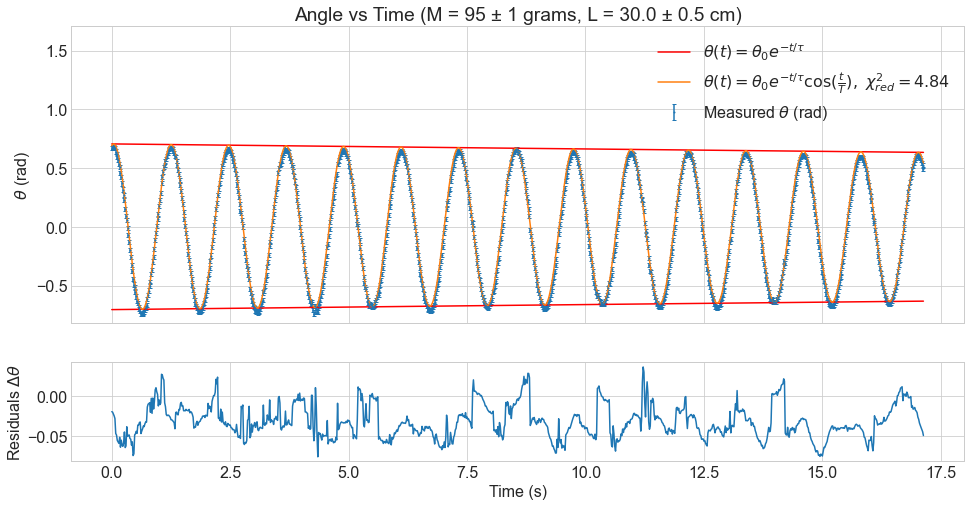 Angle vs Time (M = 95 ± 1 grams, L = 30.0 ± 0.5 cm)
θ(t) = θ₀e^{−t/τ}
θ(t) = θ₀e^{−t/τ}cos(t/T), χ²_{red} = 4.84
Measured θ (rad)
θ (rad)
1.5
1.0
0.5
0.0
−0.5
Residuals Δθ
0.00
−0.05
0.0 2.5 5.0 7.5 10.0 12.5 15.0 17.5
Time (s)